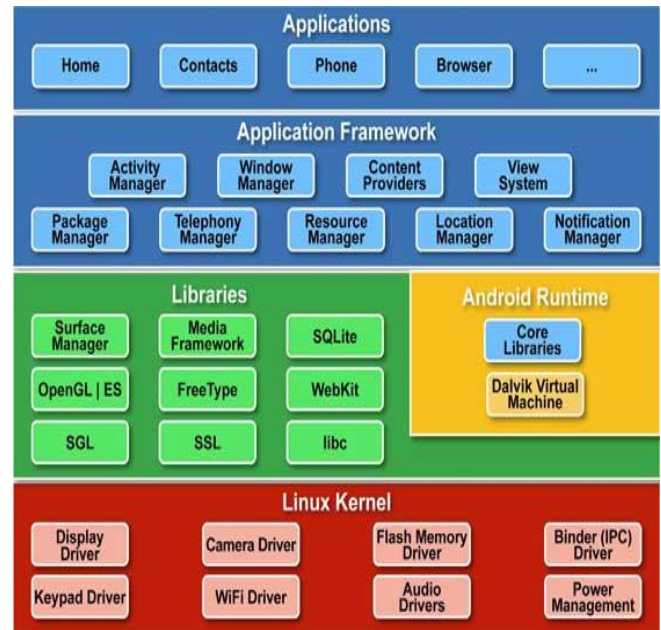 Applications
Home
Contacts
Phone
Browser
...
Application Framework
Activity
Manager
Window
Manager
Content
Providers
View
System
Package
Manager
Telephony
Manager
Resource
Manager
Location
Manager
Notification
Manager
Libraries
Surface
Manager
Media
Framework
SQLite
OpenGL | ES
FreeType
WebKit
SGL
SSL
libc
Android Runtime
Core
Libraries
Dalvik Virtual
Machine
Linux Kernel
Display
Driver
Camera Driver
Flash Memory
Driver
Binder (IPC)
Driver
Keypad Driver
WiFi Driver
Audio
Drivers
Power
Management